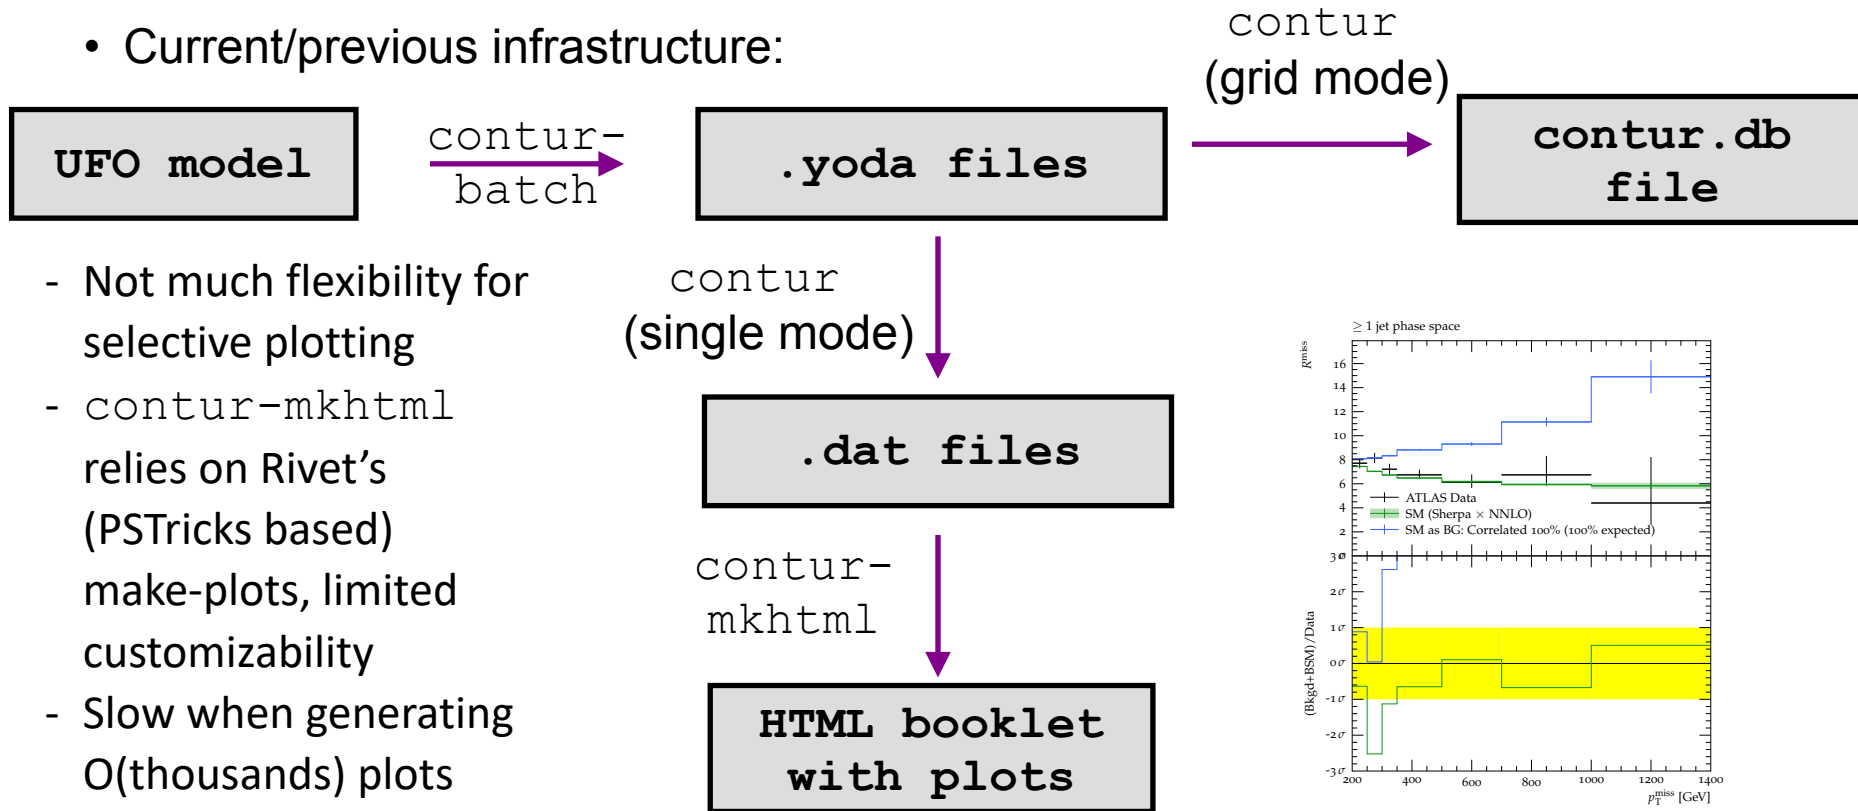 • Current/previous infrastructure:
contur
(grid mode)
UFO model
contur-
batch
.yoda files
contur.db
file
- Not much flexibility for
selective plotting
- contur-mkhtml
relies on Rivet's
(PSTricks based)
make-plots, limited
customizability
- Slow when generating
O(thousands) plots
contur
(single mode)
.dat files
contur-
mkhtml
HTML booklet
with plots
≥ 1 jet phase space
R^miss
16
14
12
10
8
6
4
2
ATLAS Data
SM (Sherpa × NNLO)
SM as BG: Correlated 100% (100% expected)
(Bkgd+BSM)/Data
3σ
2σ
1σ
0σ
-1σ
-2σ
-3σ
200 400 600 800 1000 1200 1400
p_T^miss [GeV]